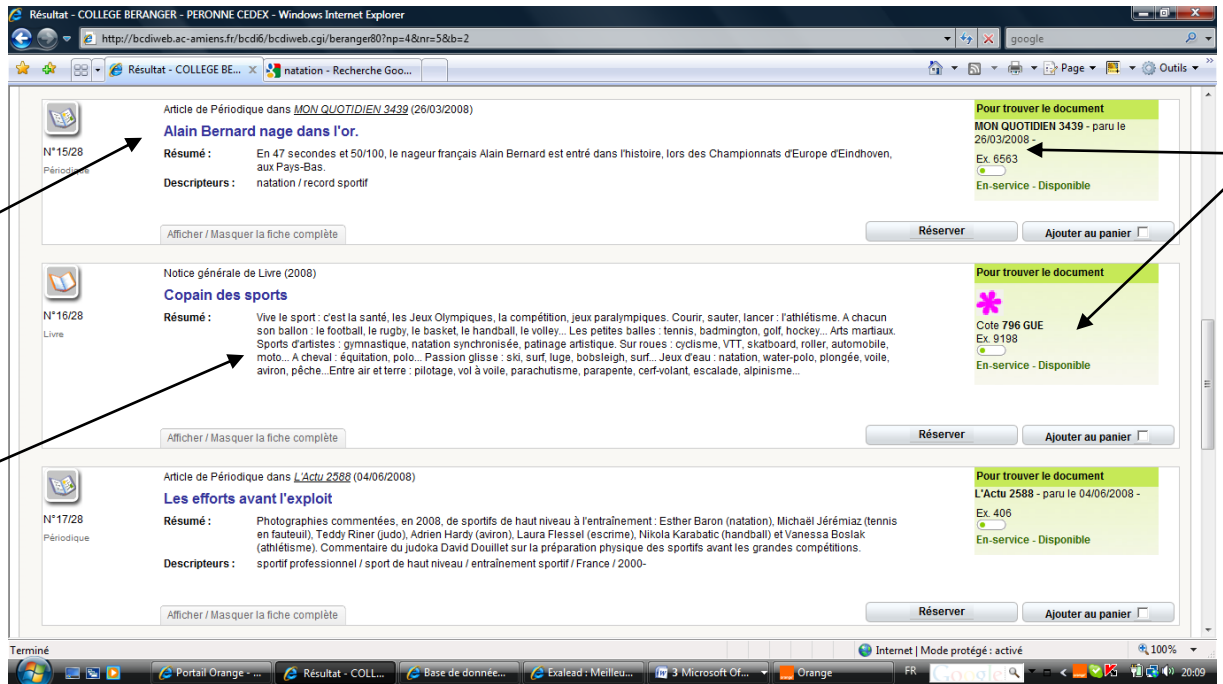 Résultat - COLLEGE BERANGER - PERONNE CEDEX - Windows Internet Explorer
http://bcdiweb.ac-amiens.fr/bcdi6/bcdiweb.cgi/beranger80?np=4&nr=5&b=2
google
Résultat - COLLEGE BE...
natation - Recherche Goo...
Page
Outils
Article de Périodique dans MON QUOTIDIEN 3439 (26/03/2008)
Alain Bernard nage dans l'or.
N°15/28
Périodique
Résumé : En 47 secondes et 50/100, le nageur français Alain Bernard est entré dans l'histoire, lors des Championnats d'Europe d'Eindhoven,
aux Pays-Bas.
Descripteurs : natation / record sportif
Pour trouver le document
MON QUOTIDIEN 3439 - paru le
26/03/2008 -
Ex. 6563
En-service - Disponible
Afficher / Masquer la fiche complète
Réserver
Ajouter au panier
Notice générale de Livre (2008)
Copain des sports
N°16/28
Livre
Résumé : Vive le sport : c'est la santé, les Jeux Olympiques, la compétition, jeux paralympiques. Courir, sauter, lancer : l'athlétisme. A chacun
son ballon : le football, le rugby, le basket, le handball, le volley... Les petites balles : tennis, badmington, golf, hockey... Arts martiaux.
Sports d'artistes : gymnastique, natation synchronisée, patinage artistique. Sur roues : cyclisme, VTT, skatboard, roller, automobile,
moto... A cheval : équitation, polo... Passion glisse : ski, surf, luge, bobsleigh, surf... Jeux d'eau : natation, water-polo, plongée, voile,
aviron, pêche...Entre air et terre : pilotage, vol à voile, parachutisme, parapente, cerf-volant, escalade, alpinisme...
Pour trouver le document
Cote 796 GUE
Ex. 9198
En-service - Disponible
Afficher / Masquer la fiche complète
Réserver
Ajouter au panier
Article de Périodique dans L'Actu 2588 (04/06/2008)
Les efforts avant l'exploit
N°17/28
Périodique
Résumé : Photographies commentées, en 2008, de sportifs de haut niveau à l'entraînement : Esther Baron (natation), Michaël Jérémiaz (tennis
en fauteuil), Teddy Riner (judo), Adrien Hardy (aviron), Laura Flessel (escrime), Nikola Karabatic (handball) et Vanessa Boslak
(athlétisme). Commentaire du judoka David Douillet sur la préparation physique des sportifs avant les grandes compétitions.
Descripteurs : sportif professionnel / sport de haut niveau / entraînement sportif / France / 2000-
Pour trouver le document
L'Actu 2588 - paru le 04/06/2008 -
Ex. 406
En-service - Disponible
Afficher / Masquer la fiche complète
Réserver
Ajouter au panier
Terminé
Internet | Mode protégé : activé
100%
Portail Orange - ...
Résultat - COLL...
Base de donnée...
Exalead : Meilleu...
3 Microsoft Of...
Orange
FR
Google
20:09